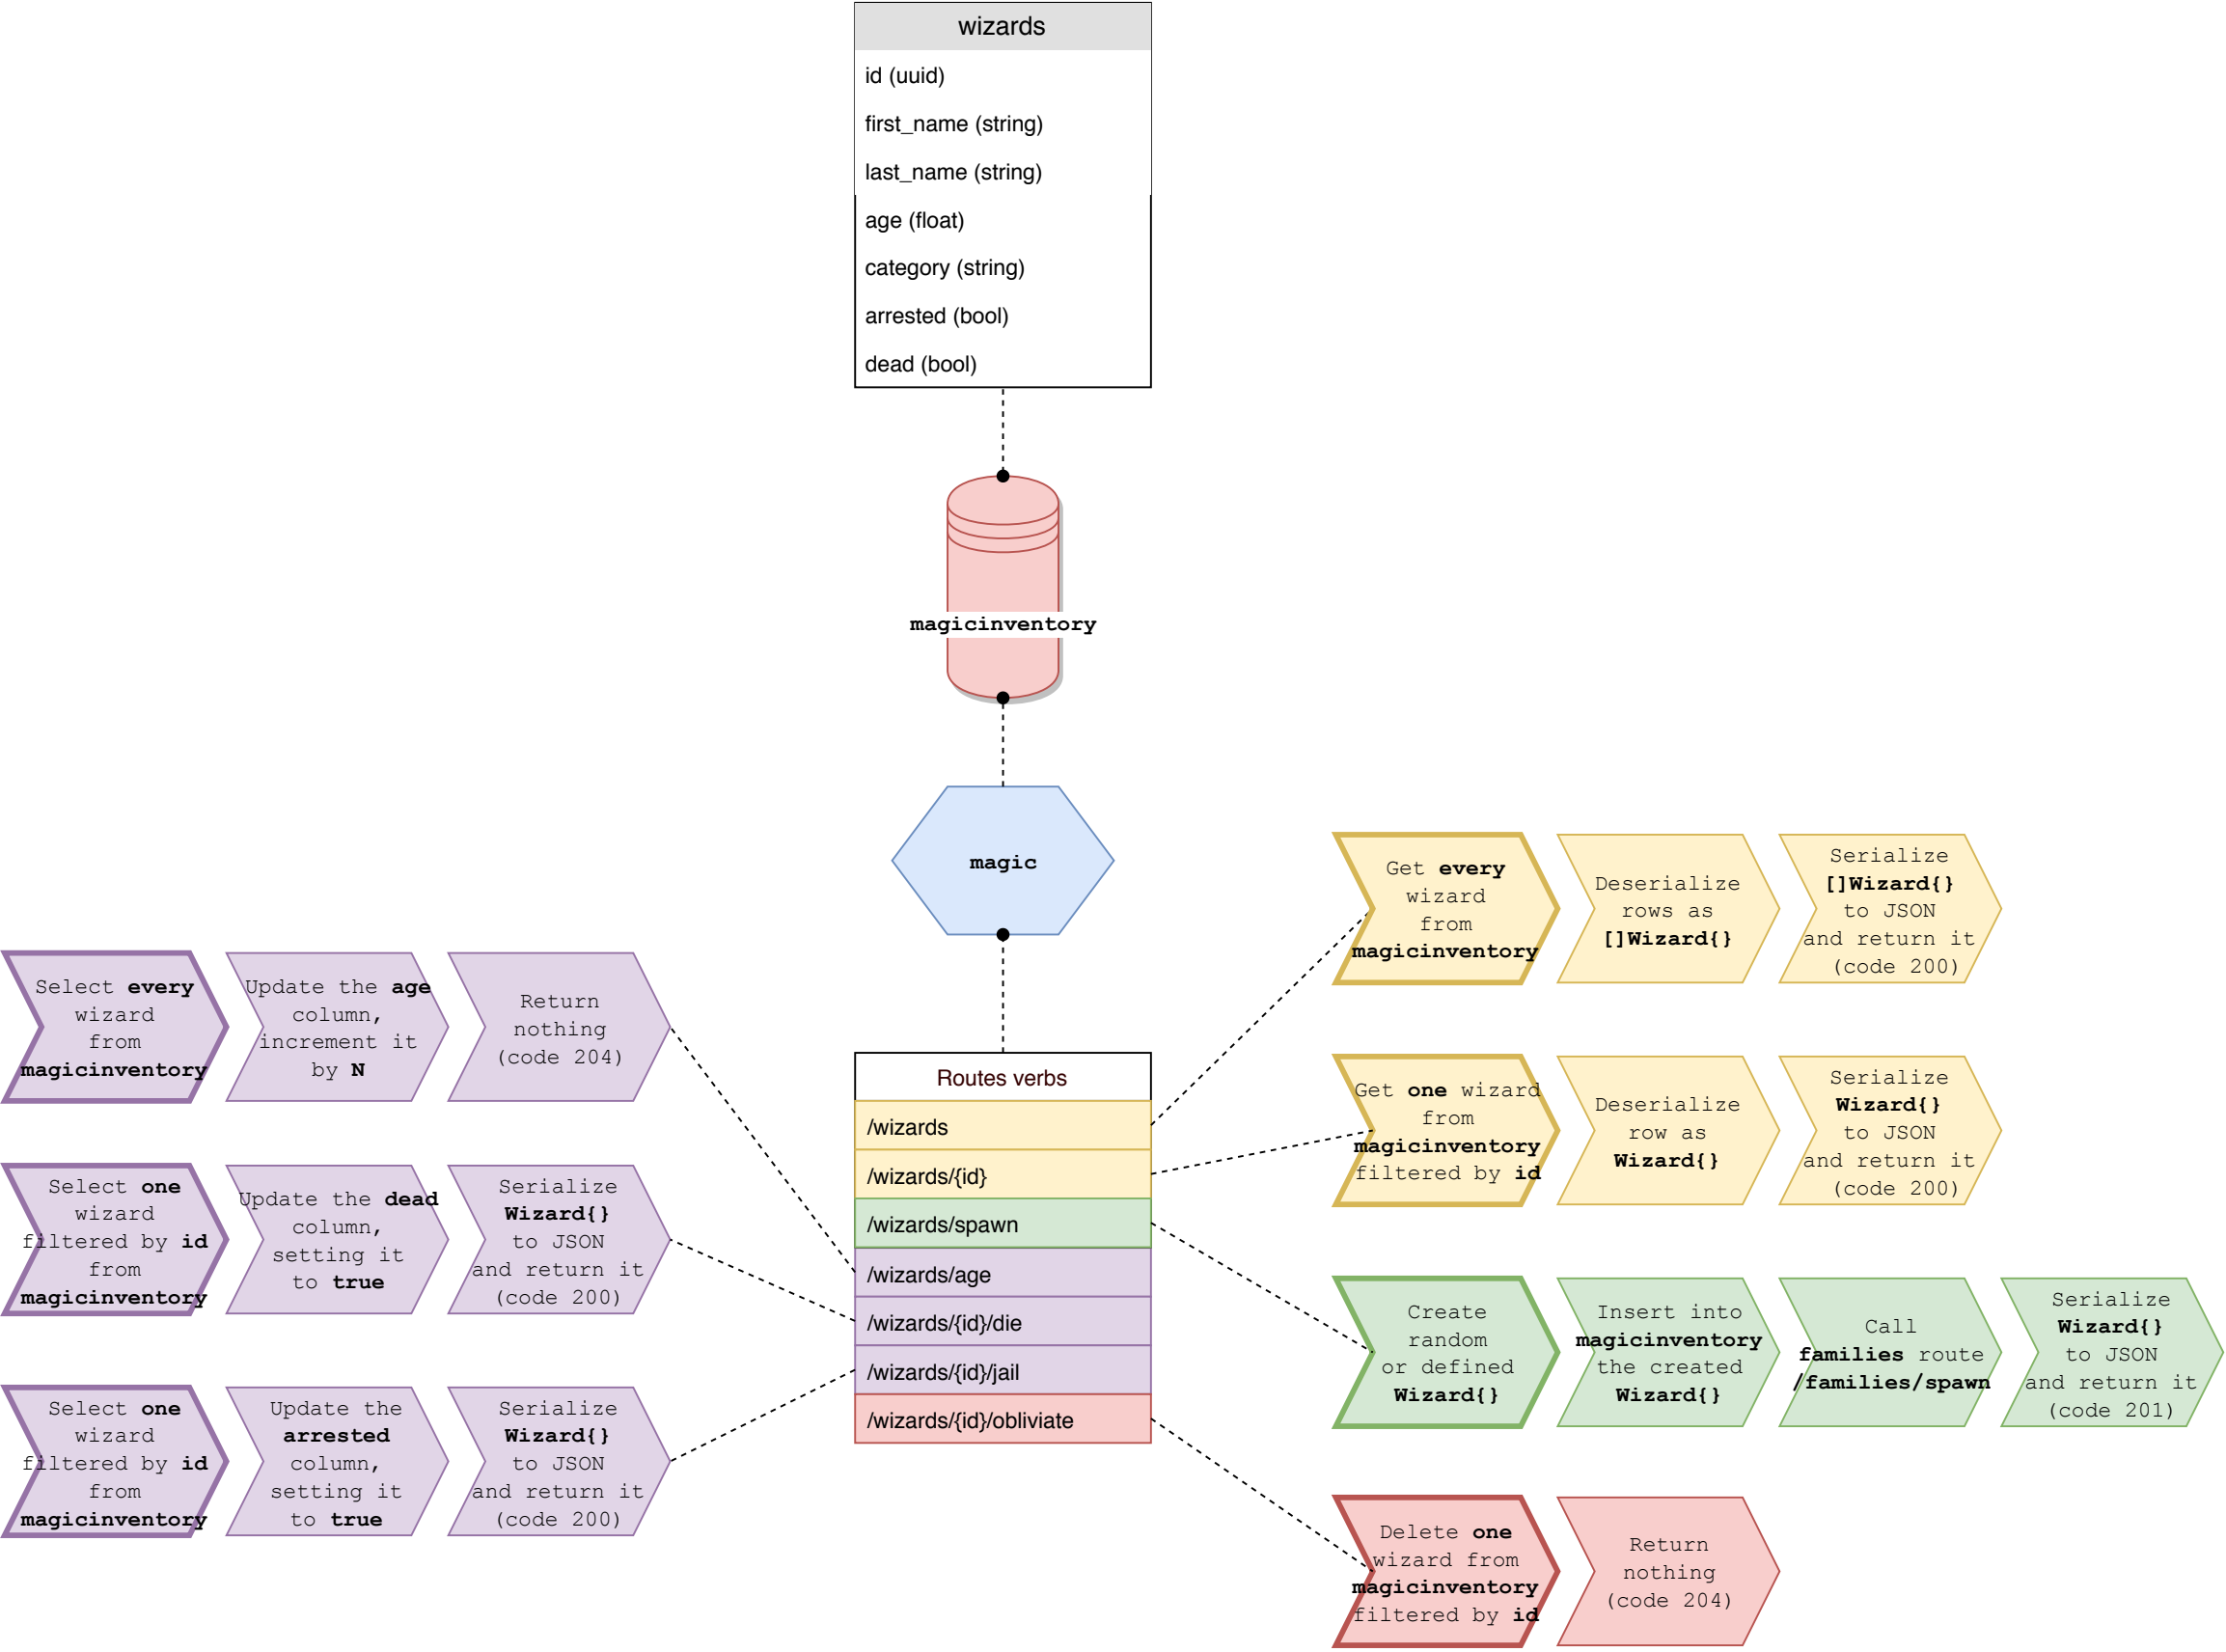 wizards
id (uuid)
first_name (string)
last_name (string)
age (float)
category (string)
arrested (bool)
dead (bool)
magicinventory
magic
Select every
wizard
from
magicinventory
Update the age
column,
increment it
by N
Return
nothing
(code 204)
Select one
wizard
filtered by id
from
magicinventory
Update the dead
column,
setting it
to true
Serialize
Wizard{}
to JSON
and return it
(code 200)
Select one
wizard
filtered by id
from
magicinventory
Update the
arrested
column,
setting it
to true
Serialize
Wizard{}
to JSON
and return it
(code 200)
Routes verbs
/wizards
/wizards/{id}
/wizards/spawn
/wizards/age
/wizards/{id}/die
/wizards/{id}/jail
/wizards/{id}/obliviate
Get every
wizard
from
magicinventory
Deserialize
rows as
[]Wizard{}
Serialize
[]Wizard{}
to JSON
and return it
(code 200)
Get one wizard
from
magicinventory
filtered by id
Deserialize
row as
Wizard{}
Serialize
Wizard{}
to JSON
and return it
(code 200)
Create
random
or defined
Wizard{}
Insert into
magicinventory
the created
Wizard{}
Call
families route
/families/spawn
Serialize
Wizard{}
to JSON
and return it
(code 201)
Delete one
wizard from
magicinventory
filtered by id
Return
nothing
(code 204)